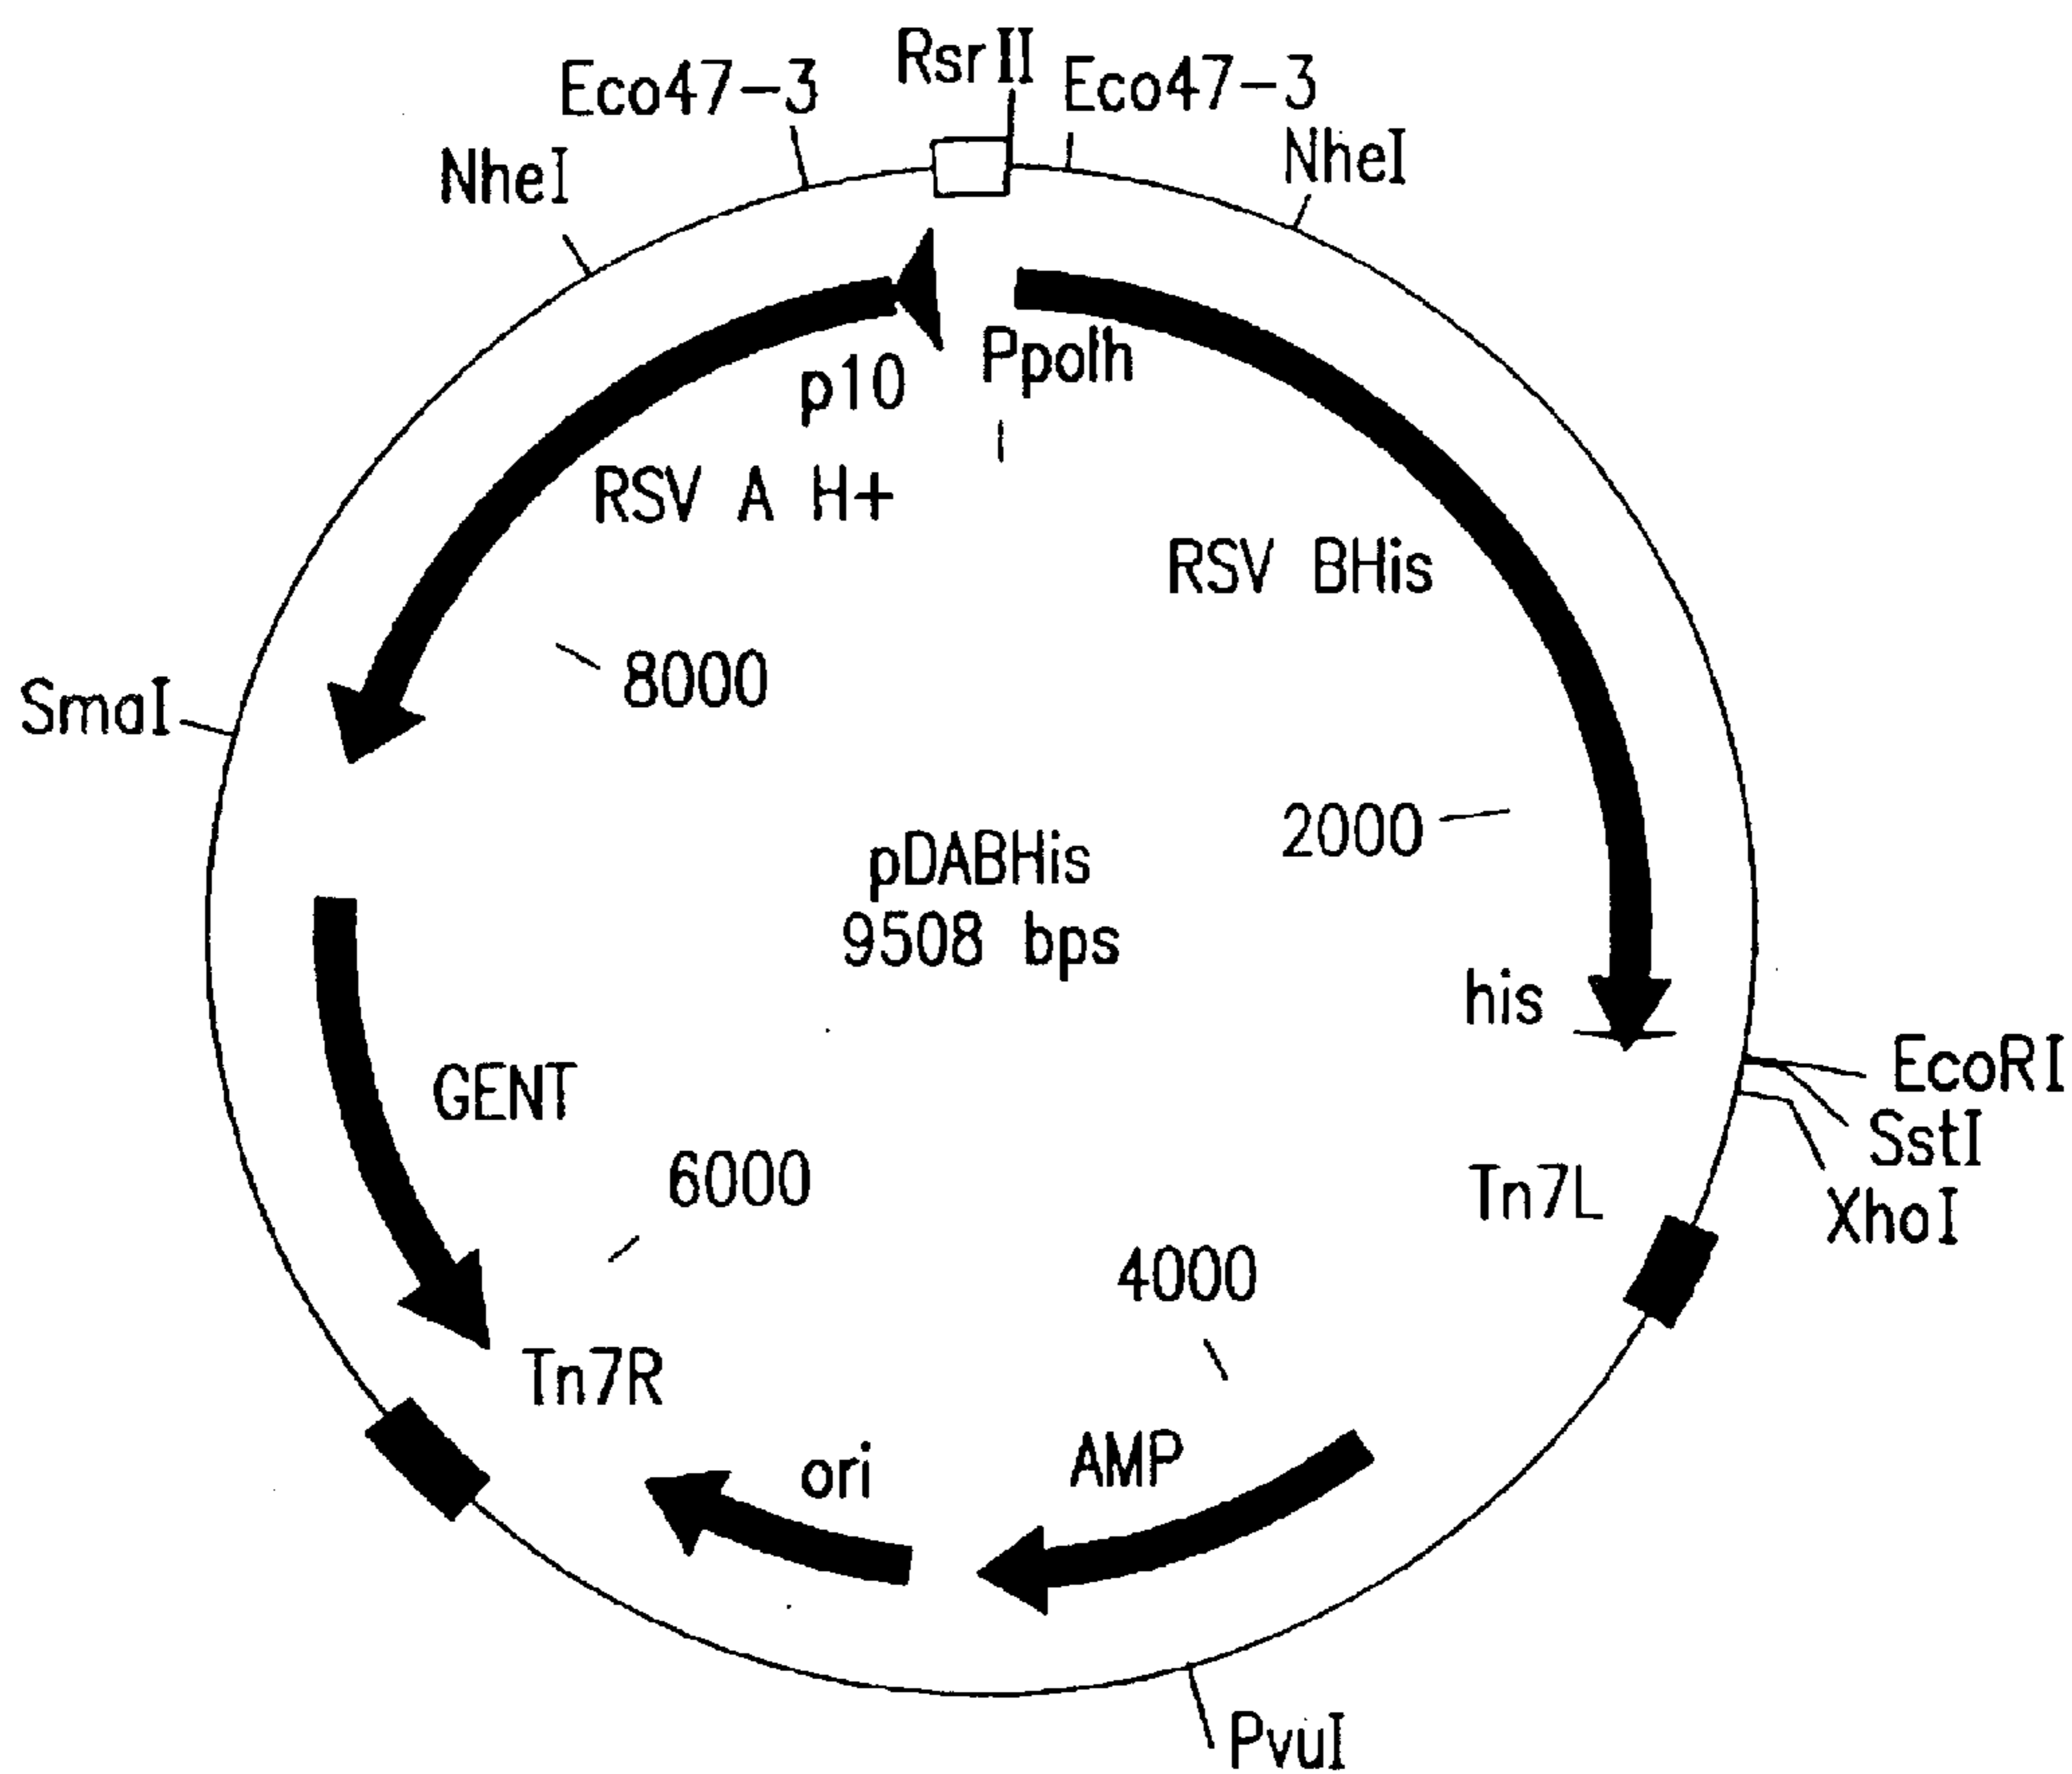 RsrII
Eco47-3
Eco47-3
NheI
NheI
p10
Ppolh
RSV A H+
RSV BHis
8000
SmaI
2000
pDABHis
9508 bps
his
EcoRI
SstI
XhoI
GENT
6000
Tn7L
4000
Tn7R
ori
AMP
PvuI